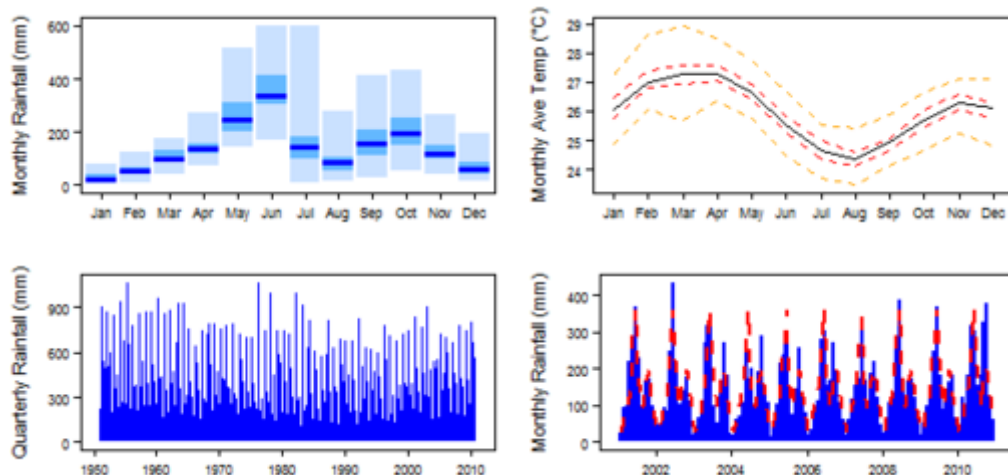 Monthly Rainfall (mm)
600
400
200
0
Jan Feb Mar Apr May Jun Jul Aug Sep Oct Nov Dec
Monthly Ave Temp (°C)
29
28
27
26
25
24
Jan Feb Mar Apr May Jun Jul Aug Sep Oct Nov Dec
Quarterly Rainfall (mm)
900
600
300
0
1950 1960 1970 1980 1990 2000 2010
Monthly Rainfall (mm)
400
300
200
100
0
2002 2004 2006 2008 2010